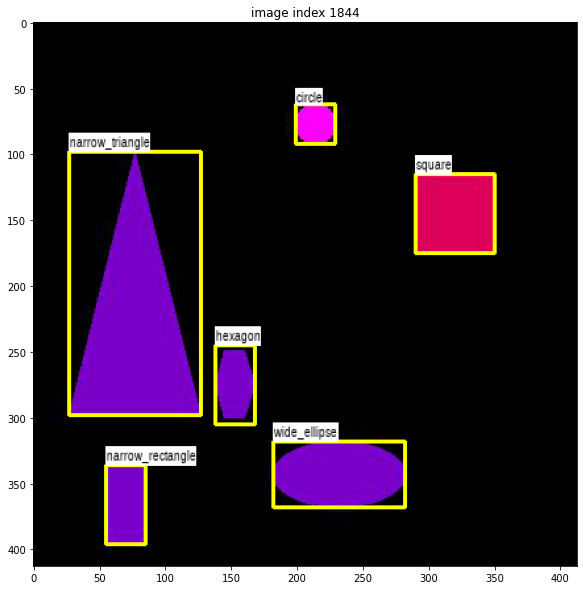 image index 1844
0
50
circle
narrow_triangle
100
square
150
200
hexagon
250
300
wide_ellipse
narrow_rectangle
350
400
0 50 100 150 200 250 300 350 400